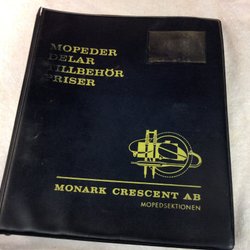 MOPEDER
DELAR
TILLBEHÖR
PRISER
MONARK CRESCENT AB
MOPEDSEKTIONEN